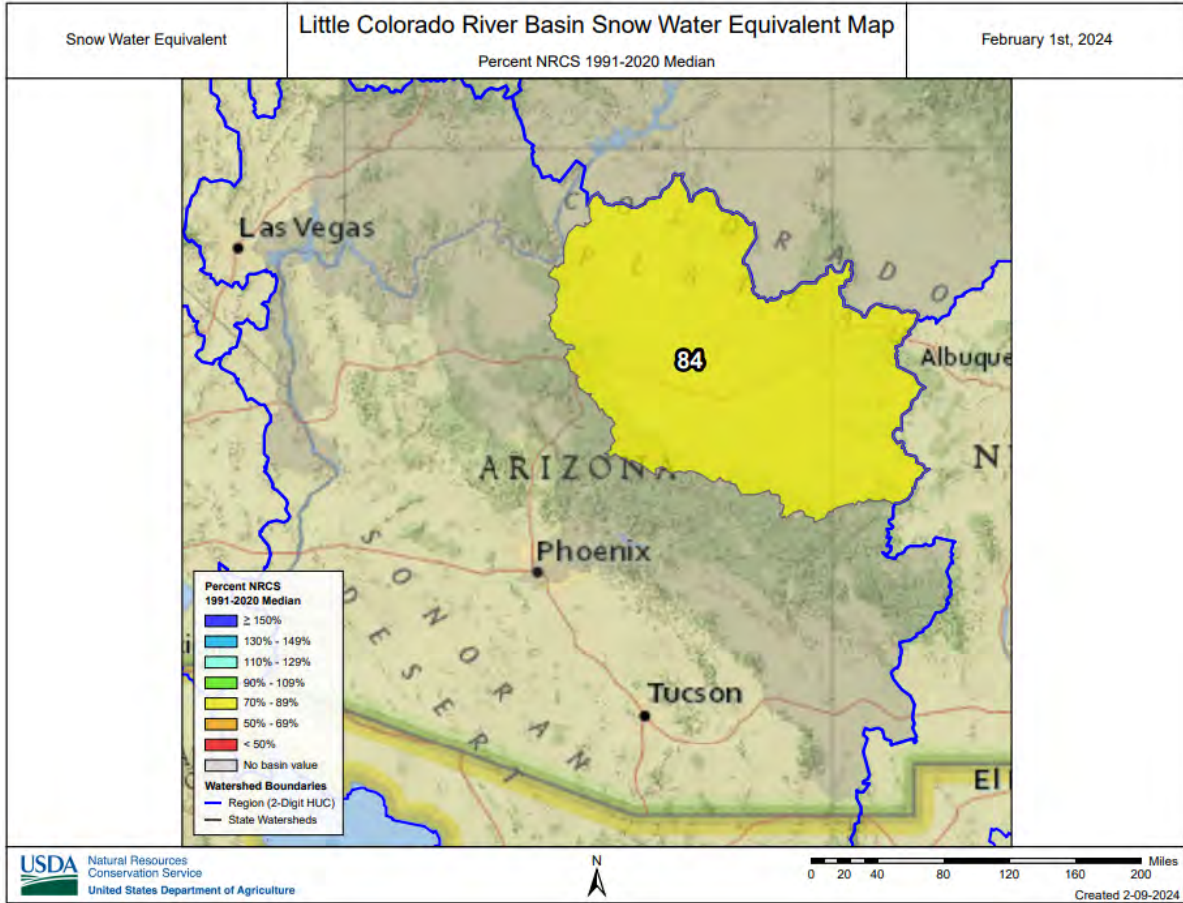 Snow Water Equivalent
Little Colorado River Basin Snow Water Equivalent Map
Percent NRCS 1991-2020 Median
February 1st, 2024
Las Vegas
COLORADO
PLATEAU
84
Albuque
ARIZONA
N
Phoenix
SONORAN
DESERT
Tucson
El
Percent NRCS
1991-2020 Median
≥ 150%
130% - 149%
110% - 129%
90% - 109%
70% - 89%
50% - 69%
< 50%
No basin value
Watershed Boundaries
Region (2-Digit HUC)
State Watersheds
USDA
Natural Resources
Conservation Service
United States Department of Agriculture
N
0 20 40 80 120 160 200 Miles
Created 2-09-2024